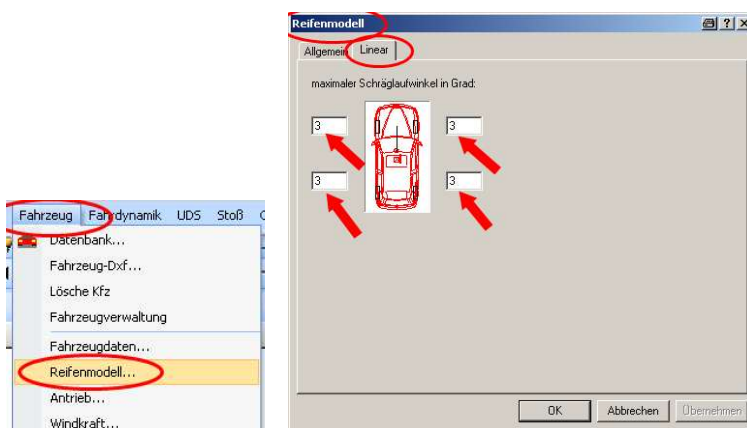 Reifenmodell
Allgemein Linear
maximaler Schräglaufwinkel in Grad:
3 3
3 3
OK Abbrechen Übernehmen
Fahrzeug Fahrdynamik UDS Stoß
Datenbank...
Fahrzeug-Dxf...
Lösche Kfz
Fahrzeugverwaltung
Fahrzeugdaten...
Reifenmodell...
Antrieb...
Windkraft...